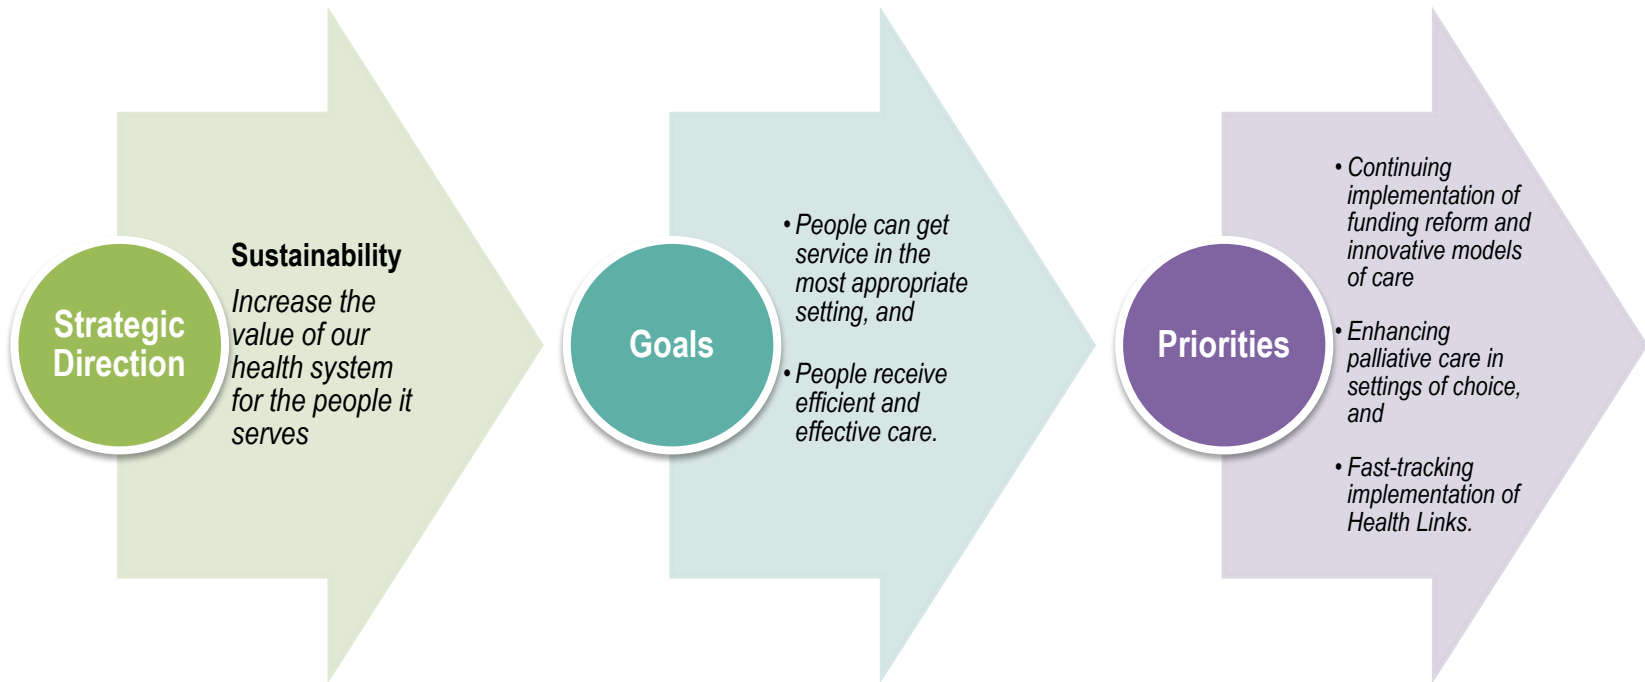 Strategic
Direction
Sustainability
Increase the
value of our
health system
for the people it
serves
Goals
• People can get
service in the
most appropriate
setting, and
• People receive
efficient and
effective care.
Priorities
• Continuing
implementation of
funding reform and
innovative models
of care
• Enhancing
palliative care in
settings of choice,
and
• Fast-tracking
implementation of
Health Links.